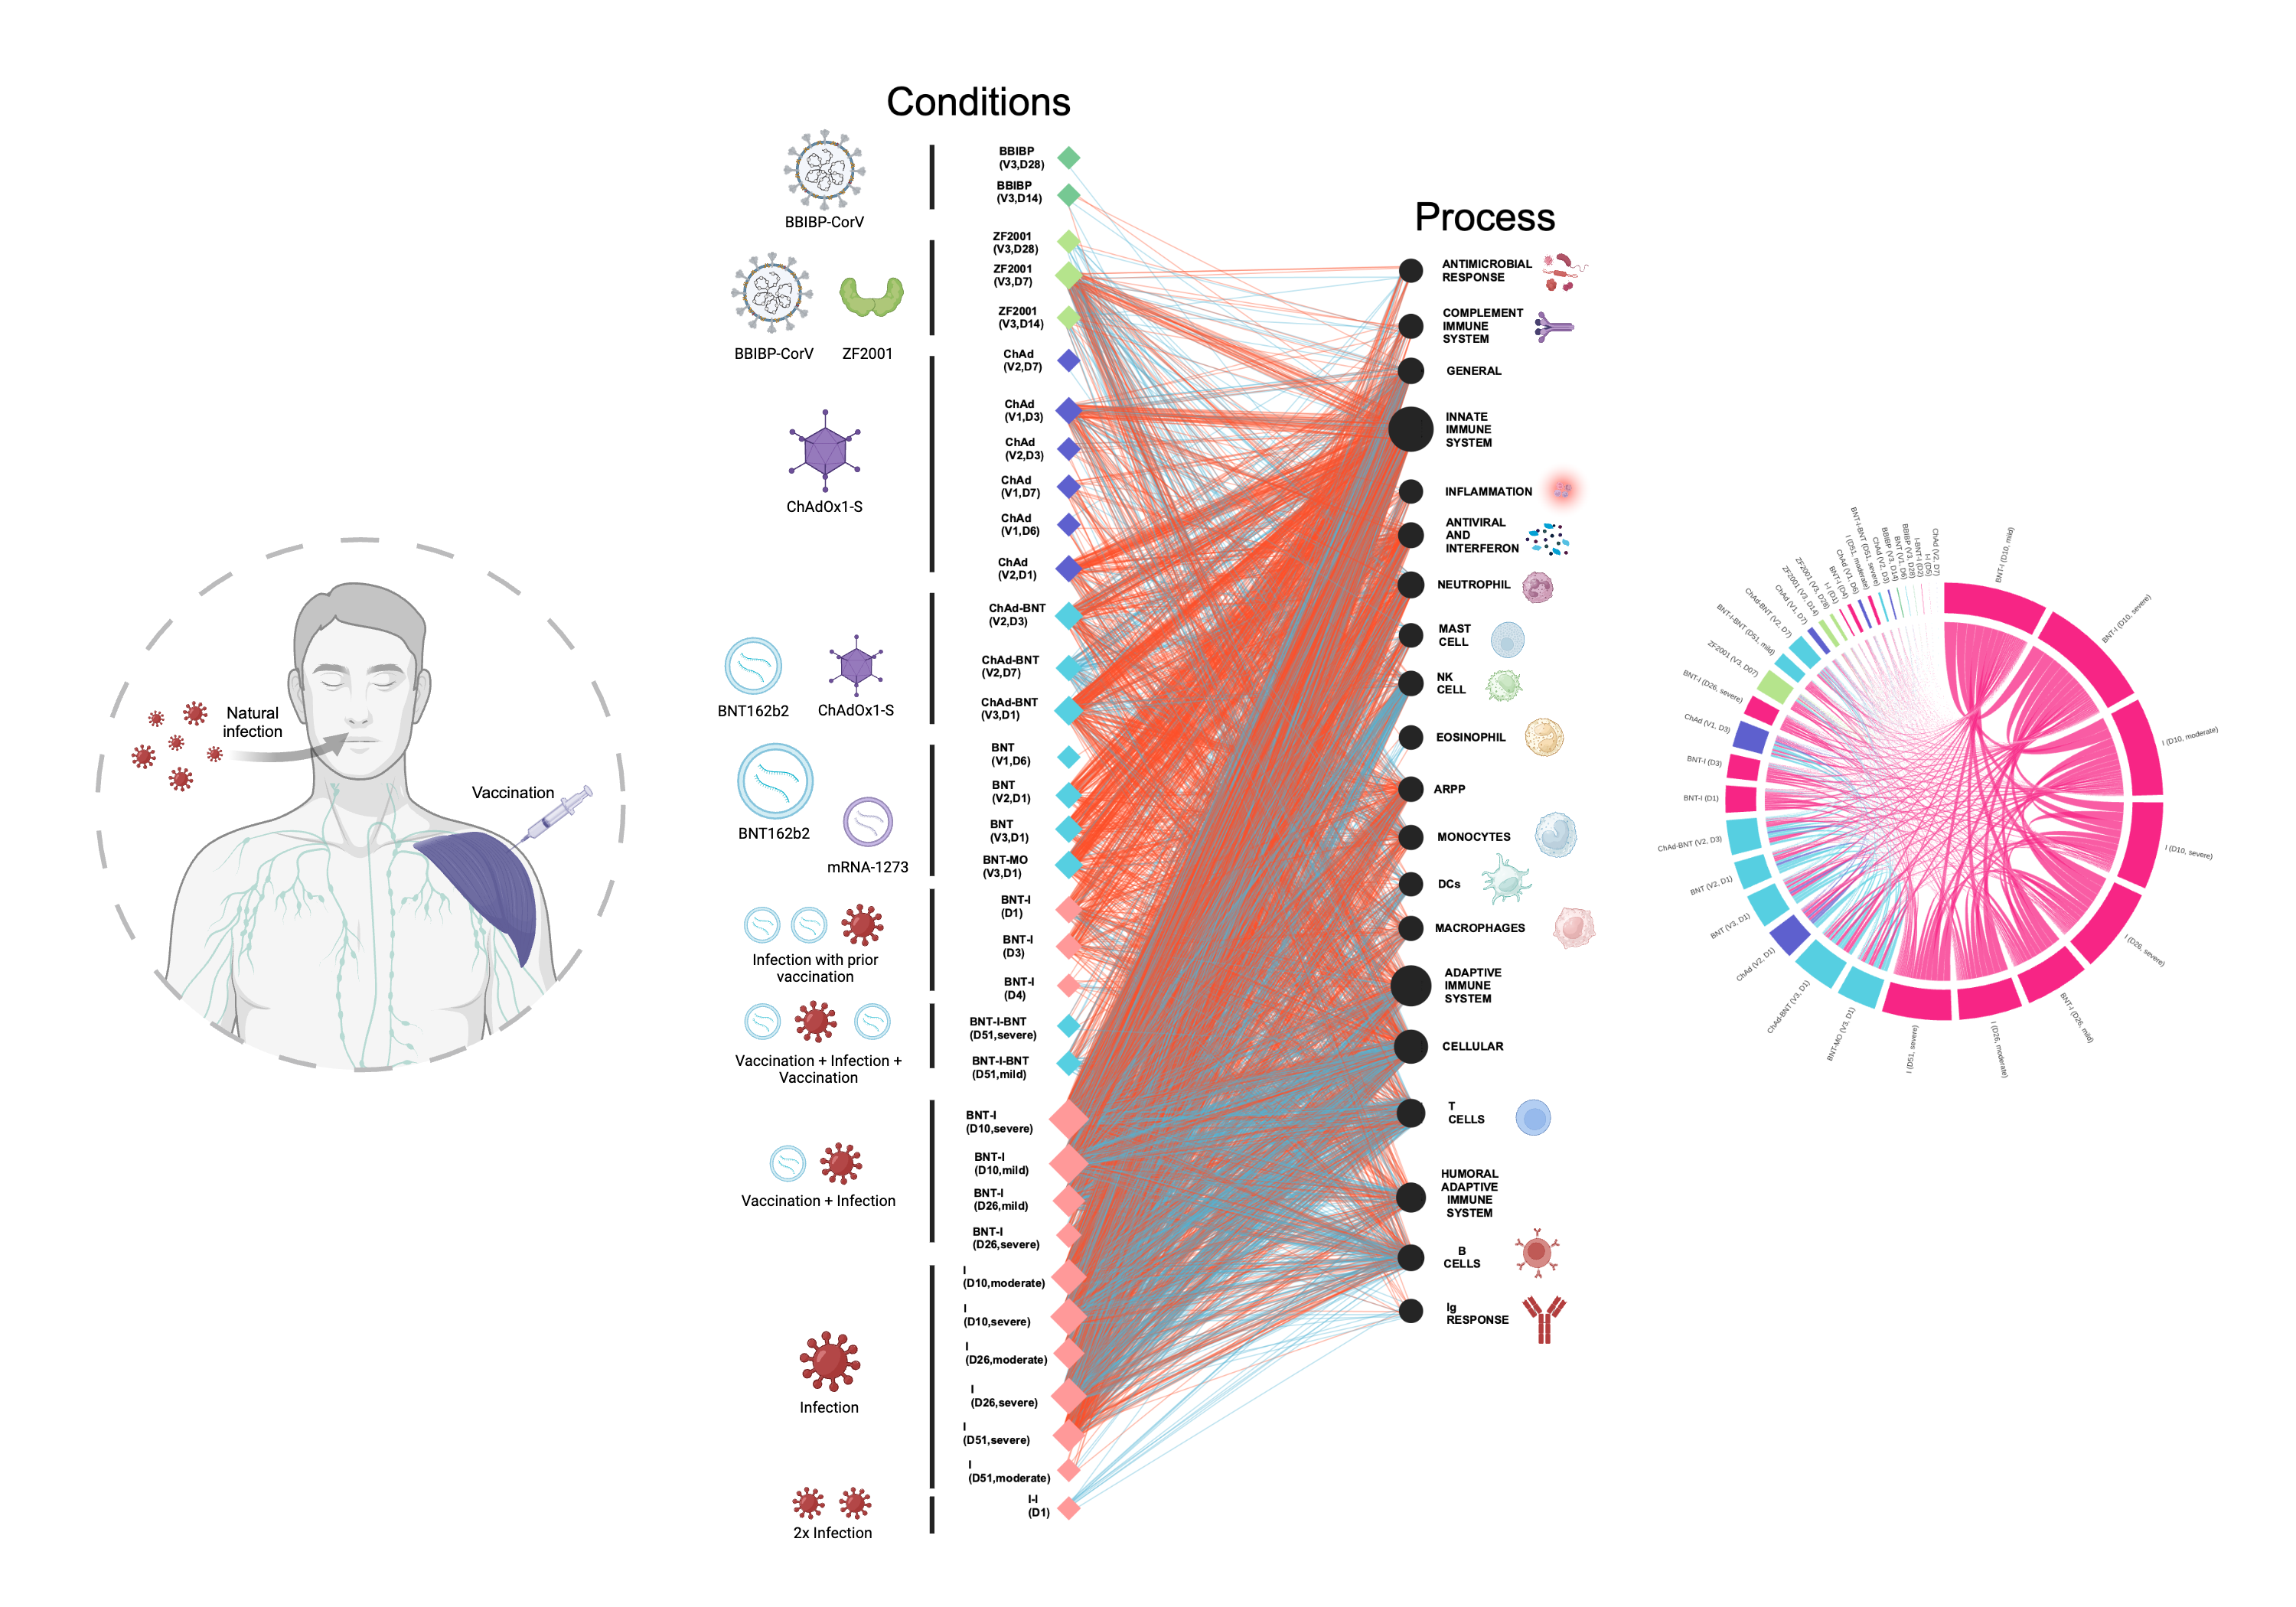 Conditions
Process
Natural
infection
Vaccination
BBIBP-CorV
BBIBP-CorV
ZF2001
ChAdOx1-S
BNT162b2
ChAdOx1-S
BNT162b2
mRNA-1273
Infection with prior
vaccination
Vaccination + Infection +
Vaccination
Vaccination + Infection
Infection
2x Infection
BBIBP
(V3,D28)
BBIBP
(V3,D14)
ZF2001
(V3,D28)
ZF2001
(V3,D7)
ZF2001
(V3,D14)
ChAd
(V2,D7)
ChAd
(V1,D3)
ChAd
(V2,D3)
ChAd
(V1,D7)
ChAd
(V1,D6)
ChAd
(V2,D1)
ChAd-BNT
(V2,D3)
ChAd-BNT
(V2,D7)
ChAd-BNT
(V3,D1)
BNT
(V1,D6)
BNT
(V2,D1)
BNT
(V3,D1)
BNT-MO
(V3,D1)
BNT-I
(D1)
BNT-I
(D3)
BNT-I
(D4)
BNT-I-BNT
(D51,severe)
BNT-I-BNT
(D51,mild)
BNT-I
(D10,severe)
BNT-I
(D10,mild)
BNT-I
(D26,mild)
BNT-I
(D26,severe)
I
(D10,moderate)
I
(D10,severe)
I
(D26,moderate)
I
(D26,severe)
I
(D51,severe)
I
(D51,moderate)
I-I
(D1)
ANTIMICROBIAL
RESPONSE
COMPLEMENT
IMMUNE
SYSTEM
GENERAL
INNATE
IMMUNE
SYSTEM
INFLAMMATION
ANTIVIRAL
AND
INTERFERON
NEUTROPHIL
MAST
CELL
NK
CELL
EOSINOPHIL
ARPP
MONOCYTES
DCs
MACROPHAGES
ADAPTIVE
IMMUNE
SYSTEM
CELLULAR
T
CELLS
HUMORAL
ADAPTIVE
IMMUNE
SYSTEM
B
CELLS
Ig
RESPONSE
BNT-I (D10, mild)
BNT-I (D10, severe)
I (D10, moderate)
I (D10, severe)
I (D26, severe)
BNT-I (D26, mild)
I (D26, moderate)
I (D51, severe)
BNT-MO (V3, D1)
ChAd-BNT (V3, D1)
ChAd (V2, D1)
BNT (V3, D1)
BNT (V2, D1)
ChAd-BNT (V2, D3)
BNT-I (D1)
BNT-I (D3)
ChAd (V1, D3)
BNT-I (D26, severe)
ZF2001 (V3, D07)
BNT-I-BNT (D51, mild)
ChAd-BNT (V2, D7)
ChAd (V1, D7)
ZF2001 (V3, D14)
ZF2001 (V3, D28)
I-I (D1)
BNT-I (D4)
ChAd (V1, D6)
I (D51, moderate)
BNT-I-BNT (D51, severe)
ChAd (V2, D3)
BBIBP (V3, D14)
BNT (V1, D6)
BBIBP (V3, D28)
I-BNT-I (D2)
I-I (D5)
ChAd (V2, D7)